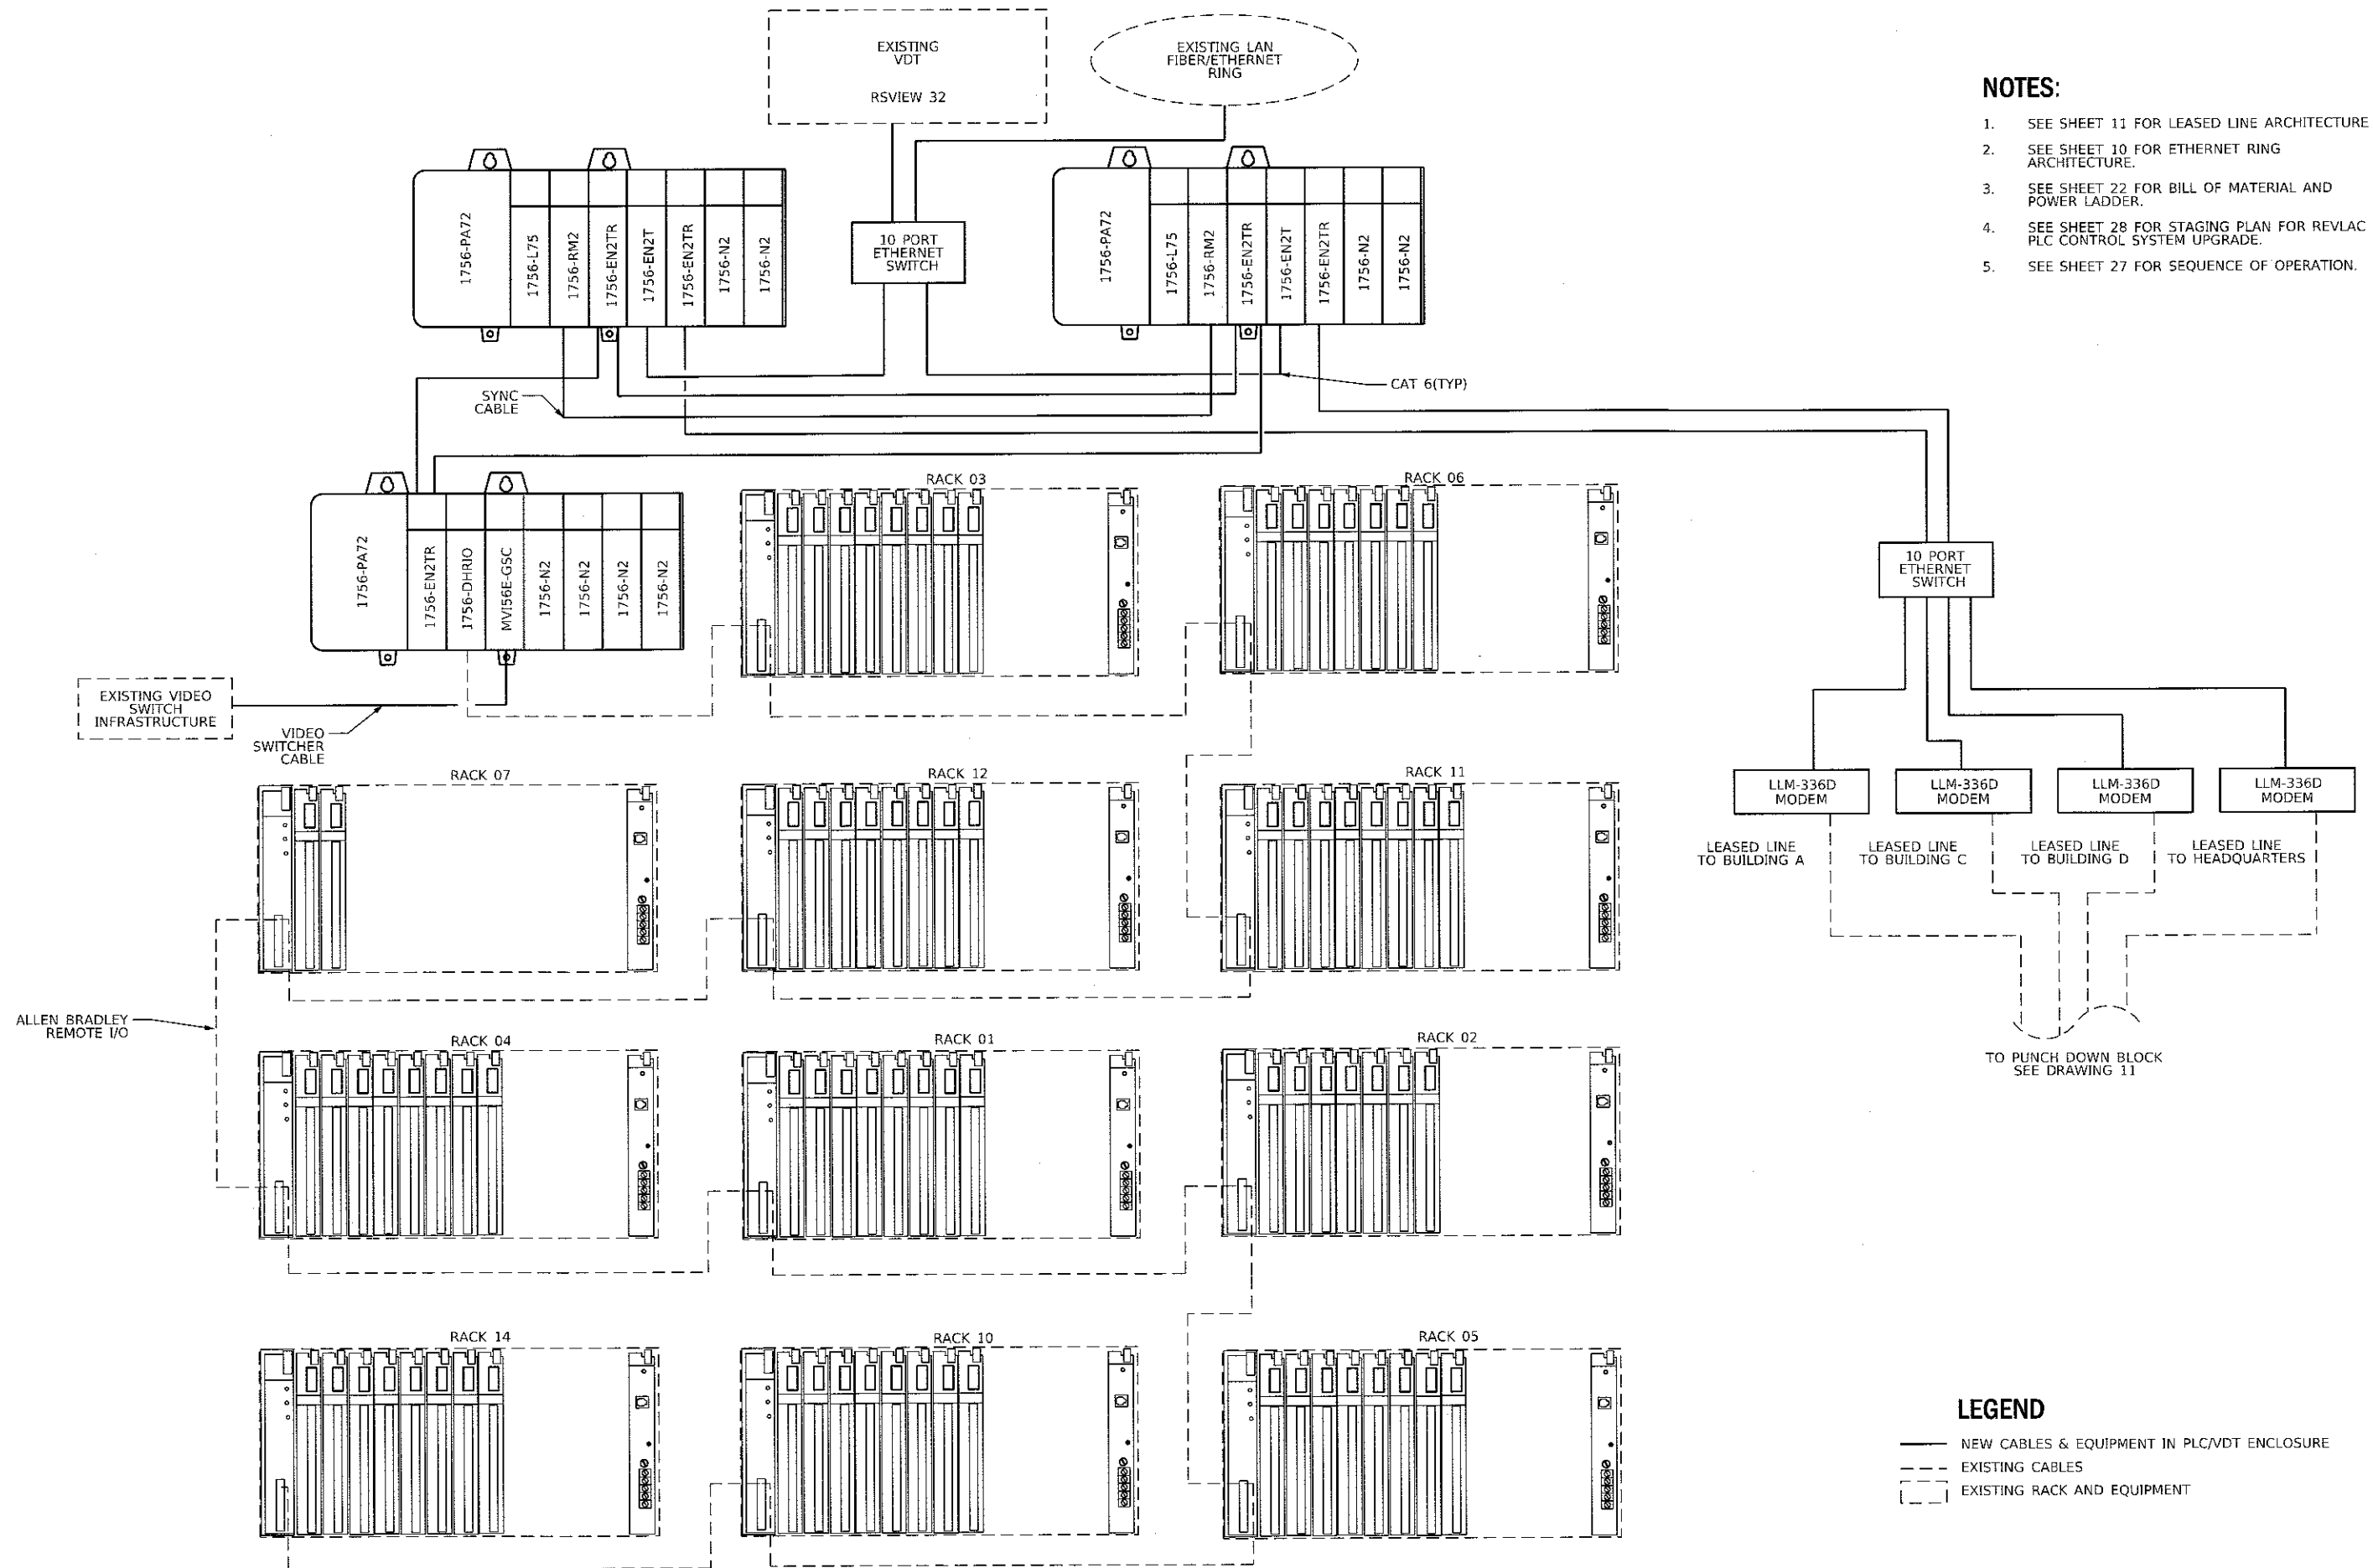 EXISTING
VDT
RSVIEW 32
EXISTING LAN
FIBER/ETHERNET
RING
NOTES:
1. SEE SHEET 11 FOR LEASED LINE ARCHITECTURE
2. SEE SHEET 10 FOR ETHERNET RING
ARCHITECTURE.
3. SEE SHEET 22 FOR BILL OF MATERIAL AND
POWER LADDER.
4. SEE SHEET 28 FOR STAGING PLAN FOR REVLAC
PLC CONTROL SYSTEM UPGRADE.
5. SEE SHEET 27 FOR SEQUENCE OF OPERATION.
1756-PA72
1756-L75
1756-RM2
1756-EN2TR
1756-EN2T
1756-EN2TR
1756-N2
1756-N2
10 PORT
ETHERNET
SWITCH
1756-PA72
1756-L75
1756-RM2
1756-EN2TR
1756-EN2T
1756-EN2TR
1756-N2
1756-N2
SYNC
CABLE
CAT 6(TYP)
1756-PA72
1756-EN2TR
1756-DHRIO
MVI56E-GSC
1756-N2
1756-N2
1756-N2
1756-N2
RACK 03
RACK 06
10 PORT
ETHERNET
SWITCH
EXISTING VIDEO
SWITCH
INFRASTRUCTURE
VIDEO
SWITCHER
CABLE
RACK 07
RACK 12
RACK 11
LLM-336D
MODEM
LLM-336D
MODEM
LLM-336D
MODEM
LLM-336D
MODEM
LEASED LINE
TO BUILDING A
LEASED LINE
TO BUILDING C
LEASED LINE
TO BUILDING D
LEASED LINE
TO HEADQUARTERS
ALLEN BRADLEY
REMOTE I/O
RACK 04
RACK 01
RACK 02
TO PUNCH DOWN BLOCK
SEE DRAWING 11
RACK 14
RACK 10
RACK 05
LEGEND
NEW CABLES & EQUIPMENT IN PLC/VDT ENCLOSURE
EXISTING CABLES
EXISTING RACK AND EQUIPMENT